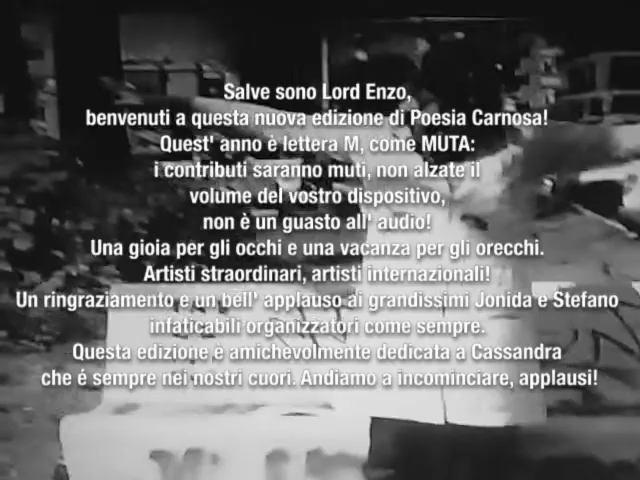 Salve sono Lord Enzo,
benvenuti a questa nuova edizione di Poesia Carnosa!
Quest' anno è lettera M, come MUTA:
i contributi saranno muti, non alzate il
volume del vostro dispositivo,
non è un guasto all' audio!
Una gioia per gli occhi e una vacanza per gli orecchi.
Artisti straordinari, artisti internazionali!
Un ringraziamento e un bell' applauso ai grandissimi Jonida e Stefano
infaticabili organizzatori come sempre.
Questa edizione è amichevolmente dedicata a Cassandra
che é sempre nei nostri cuori. Andiamo a incominciare, applausi!